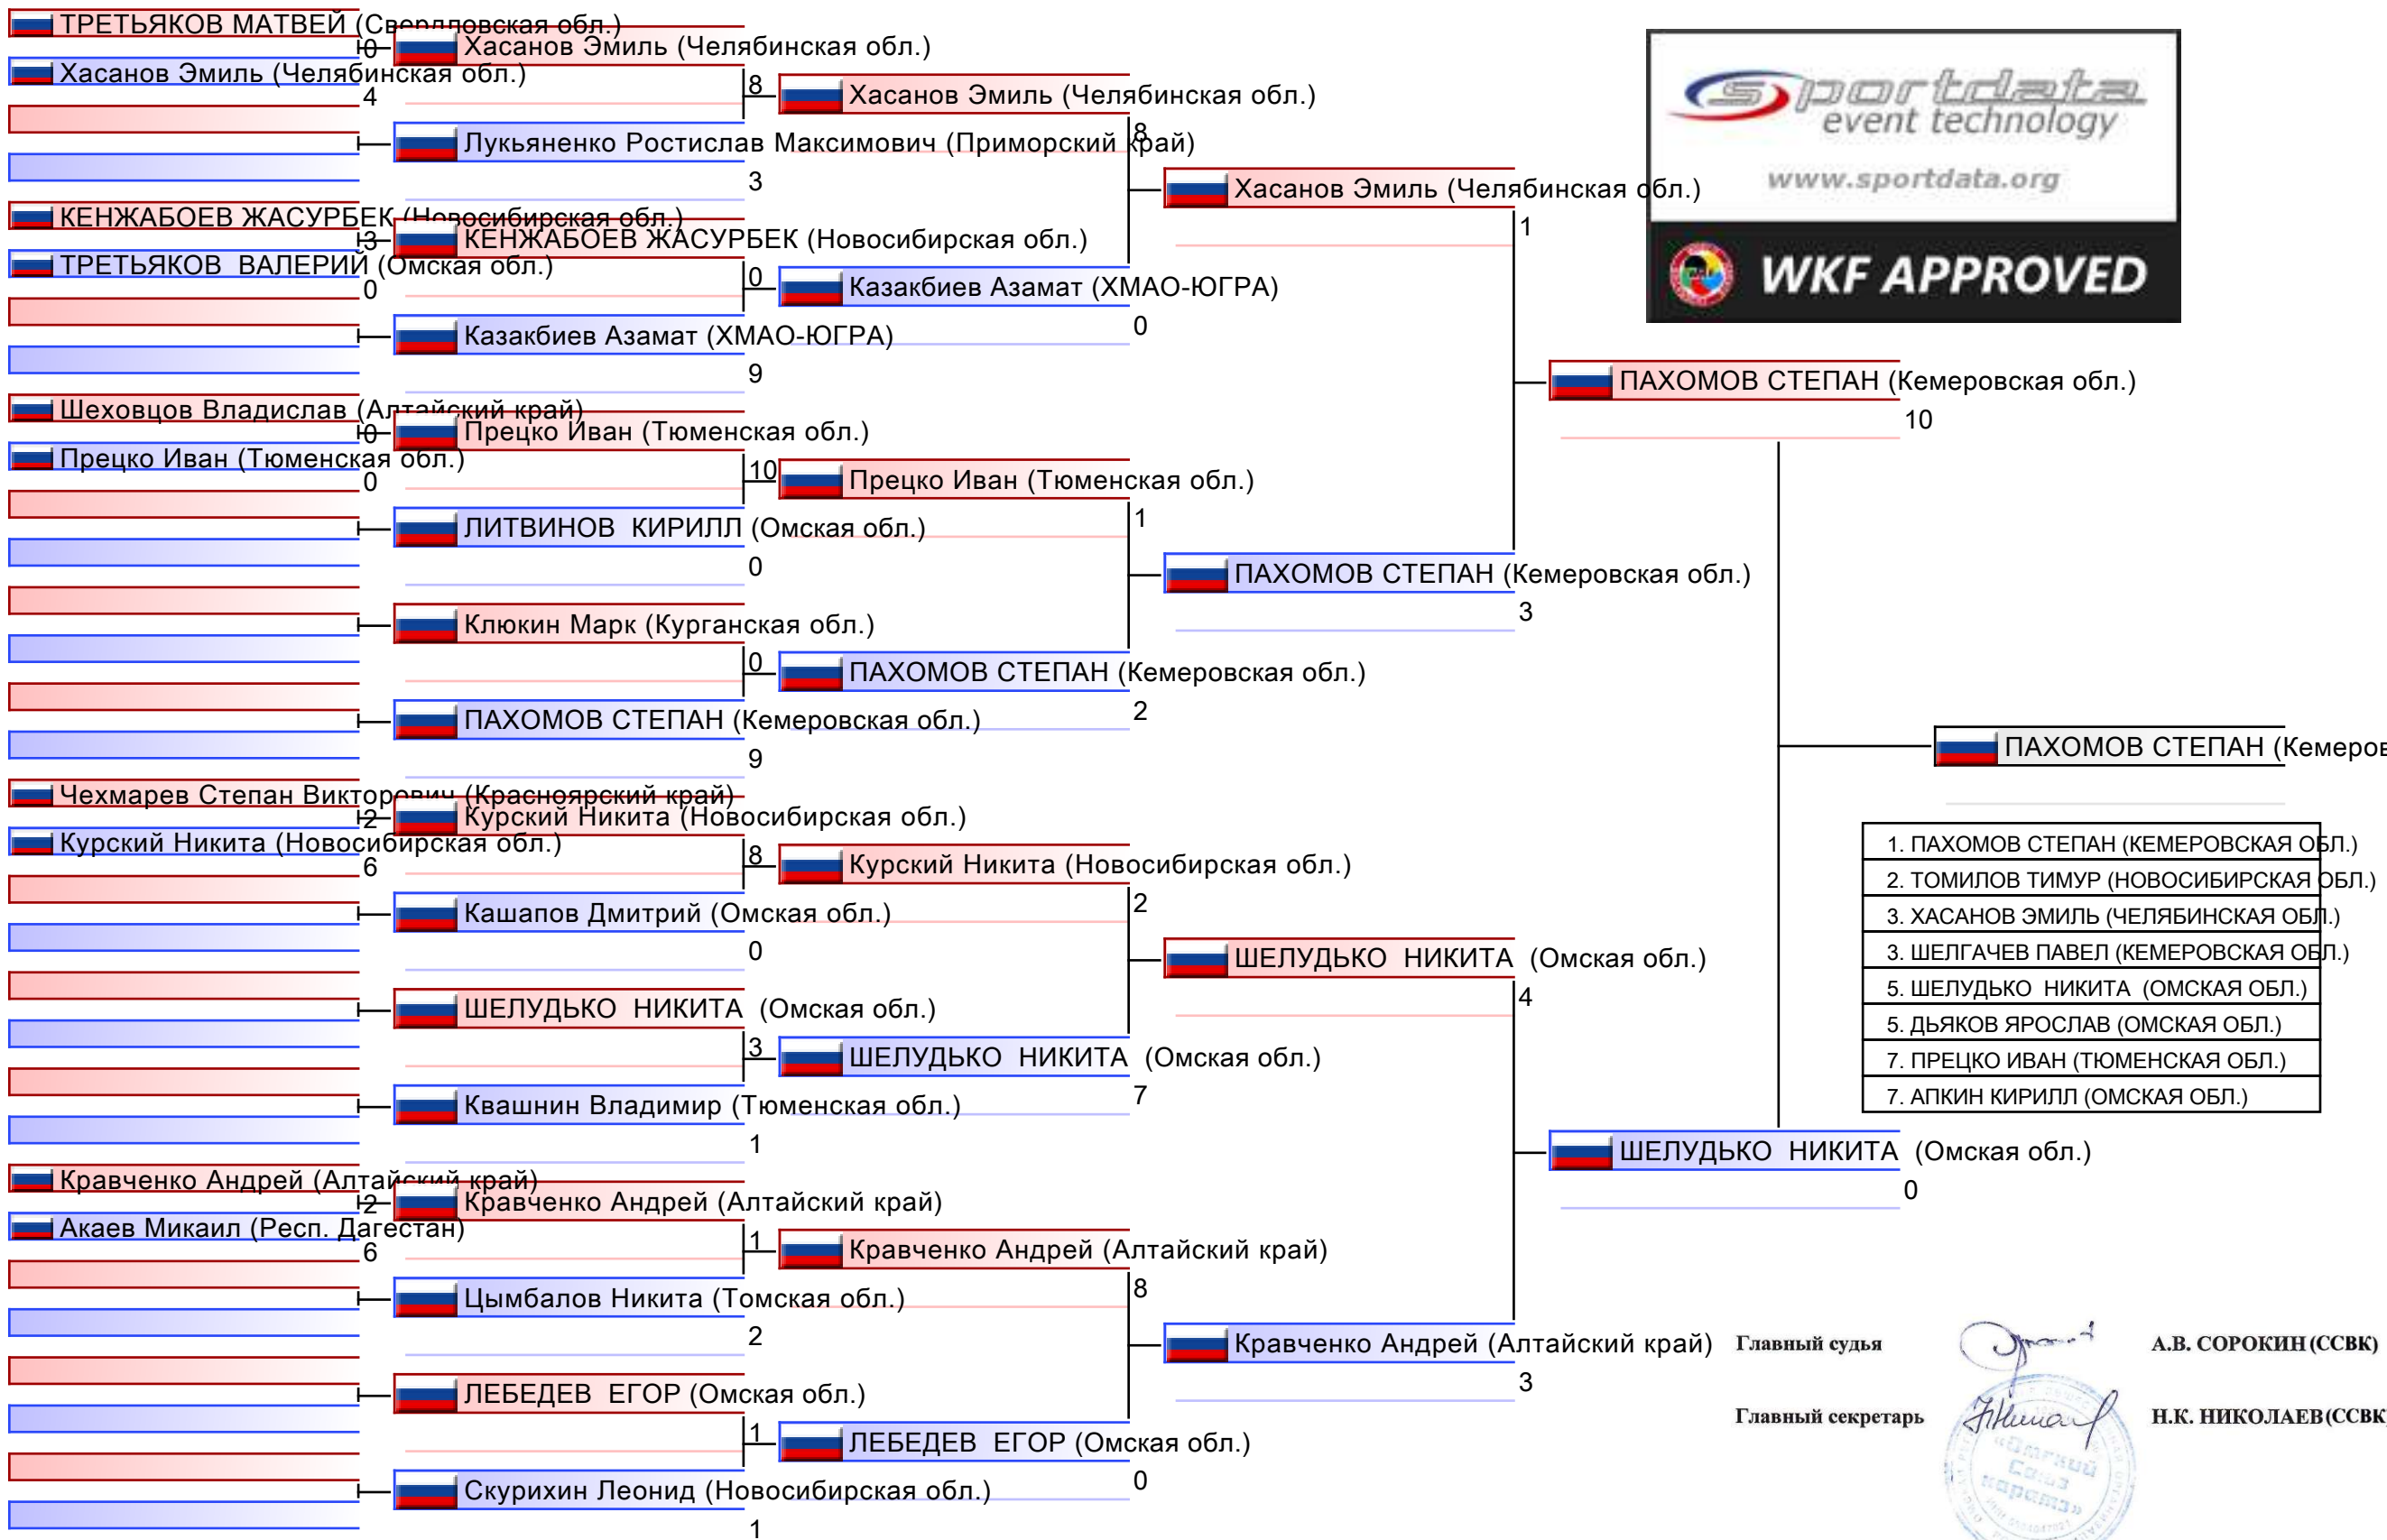 ТРЕТЬЯКОВ МАТВЕЙ (Свердловская обл.)
0
Хасанов Эмиль (Челябинская обл.)
4
КЕНЖАБОЕВ ЖАСУРБЕК (Новосибирская обл.)
3
ТРЕТЬЯКОВ  ВАЛЕРИЙ (Омская обл.)
0
Шеховцов Владислав (Алтайский край)
0
Прецко Иван (Тюменская обл.)
0
Чехмарев Степан Викторович (Красноярский край)
2
Курский Никита (Новосибирская обл.)
6
Кравченко Андрей (Алтайский край)
2
Акаев Микаил (Респ. Дагестан)
6
Хасанов Эмиль (Челябинская обл.)
8
Лукьяненко Ростислав Максимович (Приморский край)
3
КЕНЖАБОЕВ ЖАСУРБЕК (Новосибирская обл.)
0
Казакбиев Азамат (ХМАО-ЮГРА)
9
Прецко Иван (Тюменская обл.)
10
ЛИТВИНОВ  КИРИЛЛ (Омская обл.)
0
Клюкин Марк (Курганская обл.)
0
ПАХОМОВ СТЕПАН (Кемеровская обл.)
9
Курский Никита (Новосибирская обл.)
8
Кашапов Дмитрий (Омская обл.)
0
ШЕЛУДЬКО  НИКИТА  (Омская обл.)
3
Квашнин Владимир (Тюменская обл.)
1
Кравченко Андрей (Алтайский край)
1
Цымбалов Никита (Томская обл.)
2
ЛЕБЕДЕВ  ЕГОР (Омская обл.)
1
Скурихин Леонид (Новосибирская обл.)
1
Хасанов Эмиль (Челябинская обл.)
8
Казакбиев Азамат (ХМАО-ЮГРА)
0
Прецко Иван (Тюменская обл.)
1
ПАХОМОВ СТЕПАН (Кемеровская обл.)
2
Курский Никита (Новосибирская обл.)
2
ШЕЛУДЬКО  НИКИТА  (Омская обл.)
7
Кравченко Андрей (Алтайский край)
8
ЛЕБЕДЕВ  ЕГОР (Омская обл.)
0
Хасанов Эмиль (Челябинская обл.)
1
ПАХОМОВ СТЕПАН (Кемеровская обл.)
3
ШЕЛУДЬКО  НИКИТА  (Омская обл.)
4
Кравченко Андрей (Алтайский край)
3
ПАХОМОВ СТЕПАН (Кемеровская обл.)
10
ШЕЛУДЬКО  НИКИТА  (Омская обл.)
0
ПАХОМОВ СТЕПАН (Кемеров
sportdata
event technology
www.sportdata.org
WKF APPROVED
1. ПАХОМОВ СТЕПАН (КЕМЕРОВСКАЯ ОБЛ.)
2. ТОМИЛОВ ТИМУР (НОВОСИБИРСКАЯ ОБЛ.)
3. ХАСАНОВ ЭМИЛЬ (ЧЕЛЯБИНСКАЯ ОБЛ.)
3. ШЕЛГАЧЕВ ПАВЕЛ (КЕМЕРОВСКАЯ ОБЛ.)
5. ШЕЛУДЬКО  НИКИТА  (ОМСКАЯ ОБЛ.)
5. ДЬЯКОВ ЯРОСЛАВ (ОМСКАЯ ОБЛ.)
7. ПРЕЦКО ИВАН (ТЮМЕНСКАЯ ОБЛ.)
7. АПКИН КИРИЛЛ (ОМСКАЯ ОБЛ.)
Главный судья А.В. СОРОКИН (ССВК)
Главный секретарь Н.К. НИКОЛАЕВ (ССВК)
«Омский
Союз
каратэ»